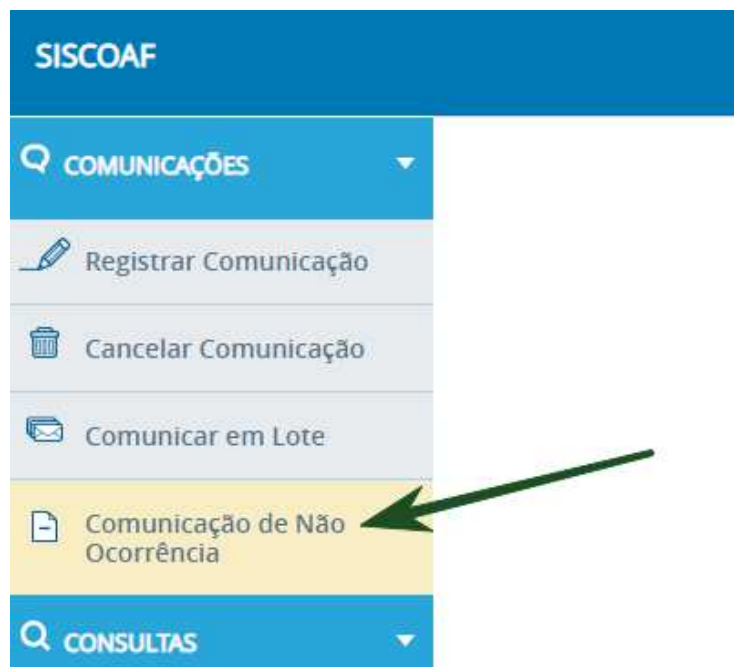 SISCOAF
COMUNICAÇÕES
Registrar Comunicação
Cancelar Comunicação
Comunicar em Lote
Comunicação de Não
Ocorrência
CONSULTAS